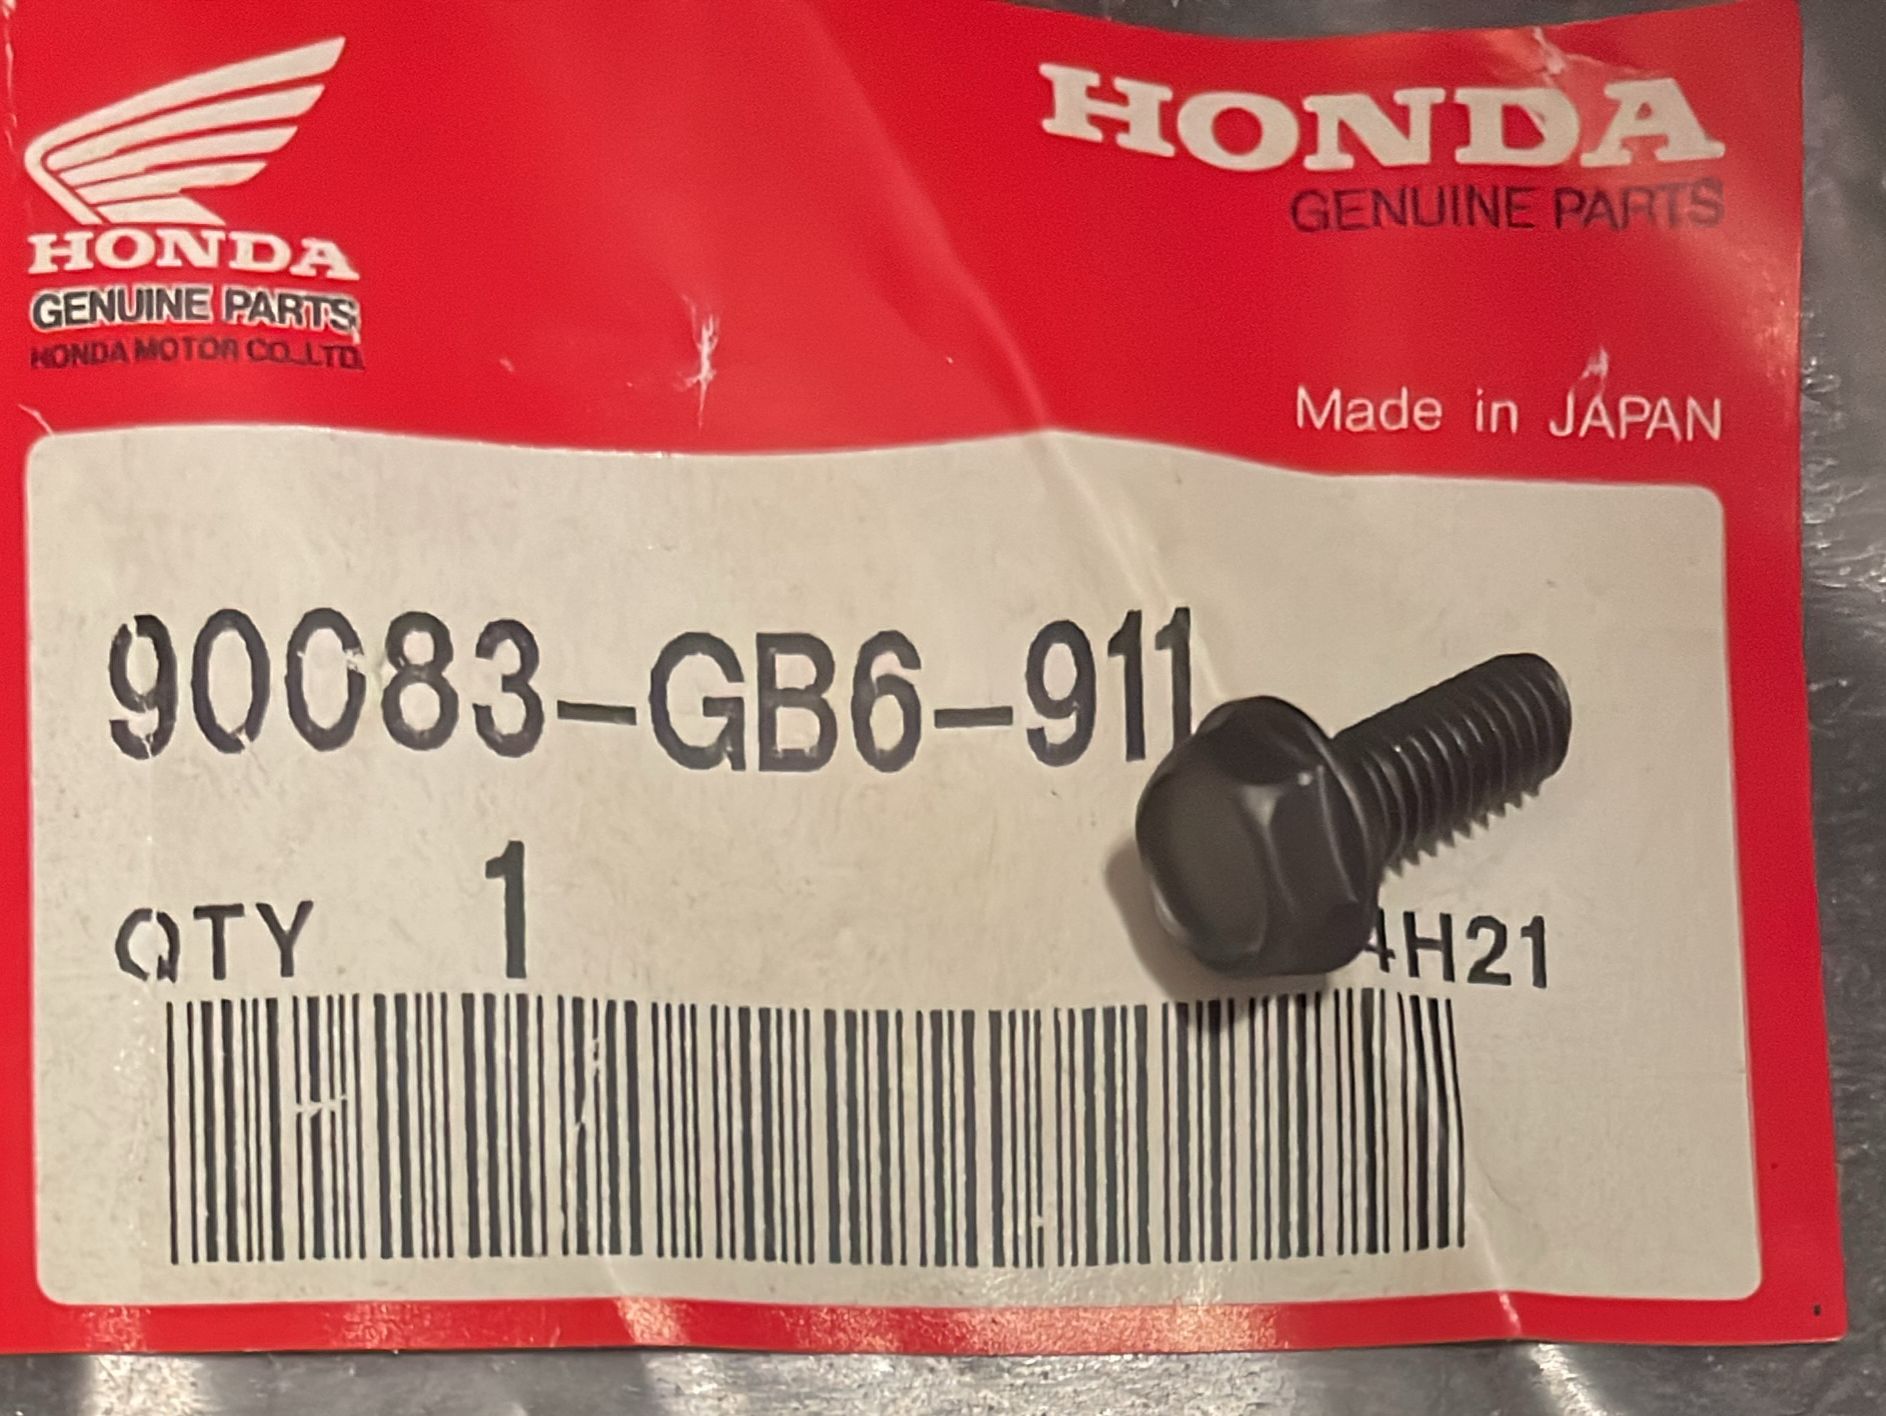 HONDA
GENUINE PARTS
HONDA MOTOR CO.,LTD.
HONDA
GENUINE PARTS
Made in JAPAN
90083-GB6-911
QTY 1
4H21